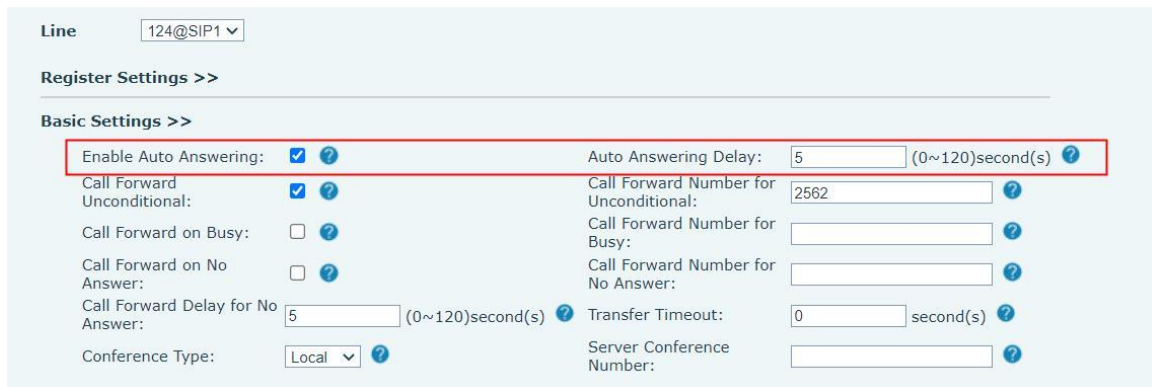 Line 124@SIP1
Register Settings >>
Basic Settings >>
Enable Auto Answering: Auto Answering Delay: 5 (0~120)second(s)
Call Forward Unconditional: Call Forward Number for Unconditional: 2562
Call Forward on Busy: Call Forward Number for Busy:
Call Forward on No Answer: Call Forward Number for No Answer:
Call Forward Delay for No Answer: 5 (0~120)second(s) Transfer Timeout: 0 second(s)
Conference Type: Local Server Conference Number: